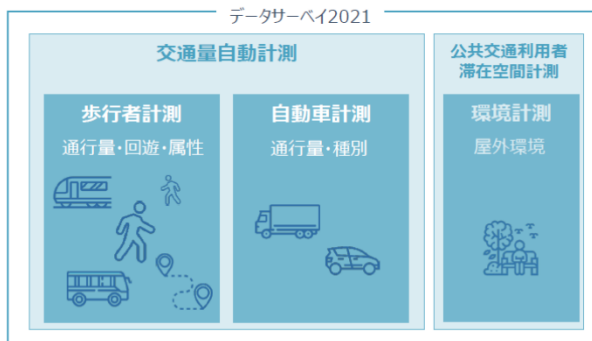 データサーベイ2021
交通量自動計測
歩行者計測
通行量・回遊・属性
自動車計測
通行量・種別
公共交通利用者
滞在空間計測
環境計測
屋外環境